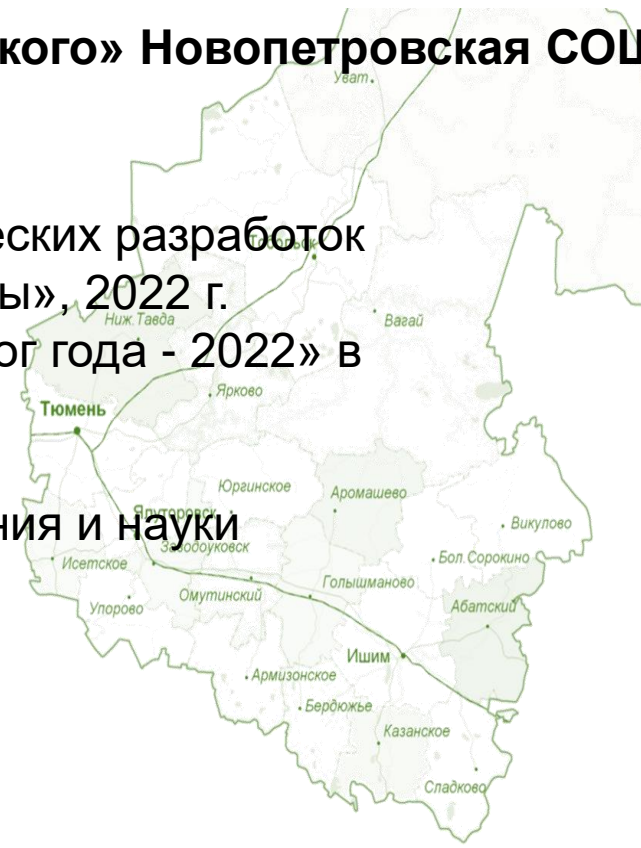 кого» Новопетровская СОШ
Уват
еских разработок
Тобольск
ы», 2022 г.
Ниж.Тавда
Вагай
ог года - 2022» в
Ярково
Тюмень
Юргинское
Аромашево
Ялуторовск
ния и науки
Викулово
Заводоуковск
Бол.Сорокино
Исетское
Голышманово
Омутинский
Упорово
Абатский
Ишим
Армизонское
Бердюжье
Казанское
Сладково